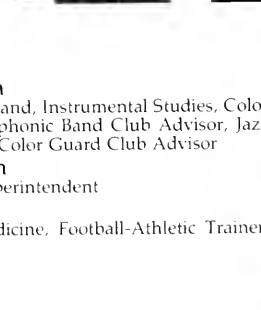 and, Instrumental Studies, Colo
phonic Band Club Advisor, Jaz
Color Guard Club Advisor
perintendent
dicine, Football-Athletic Trainer